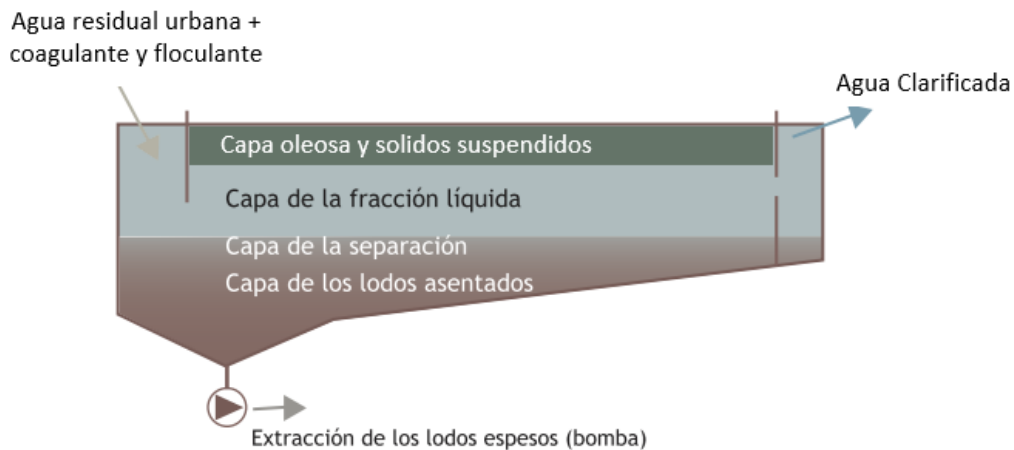 Agua residual urbana +
coagulante y floculante
Agua Clarificada
Capa oleosa y solidos suspendidos
Capa de la fracción líquida
Capa de la separación
Capa de los lodos asentados
Extracción de los lodos espesos (bomba)